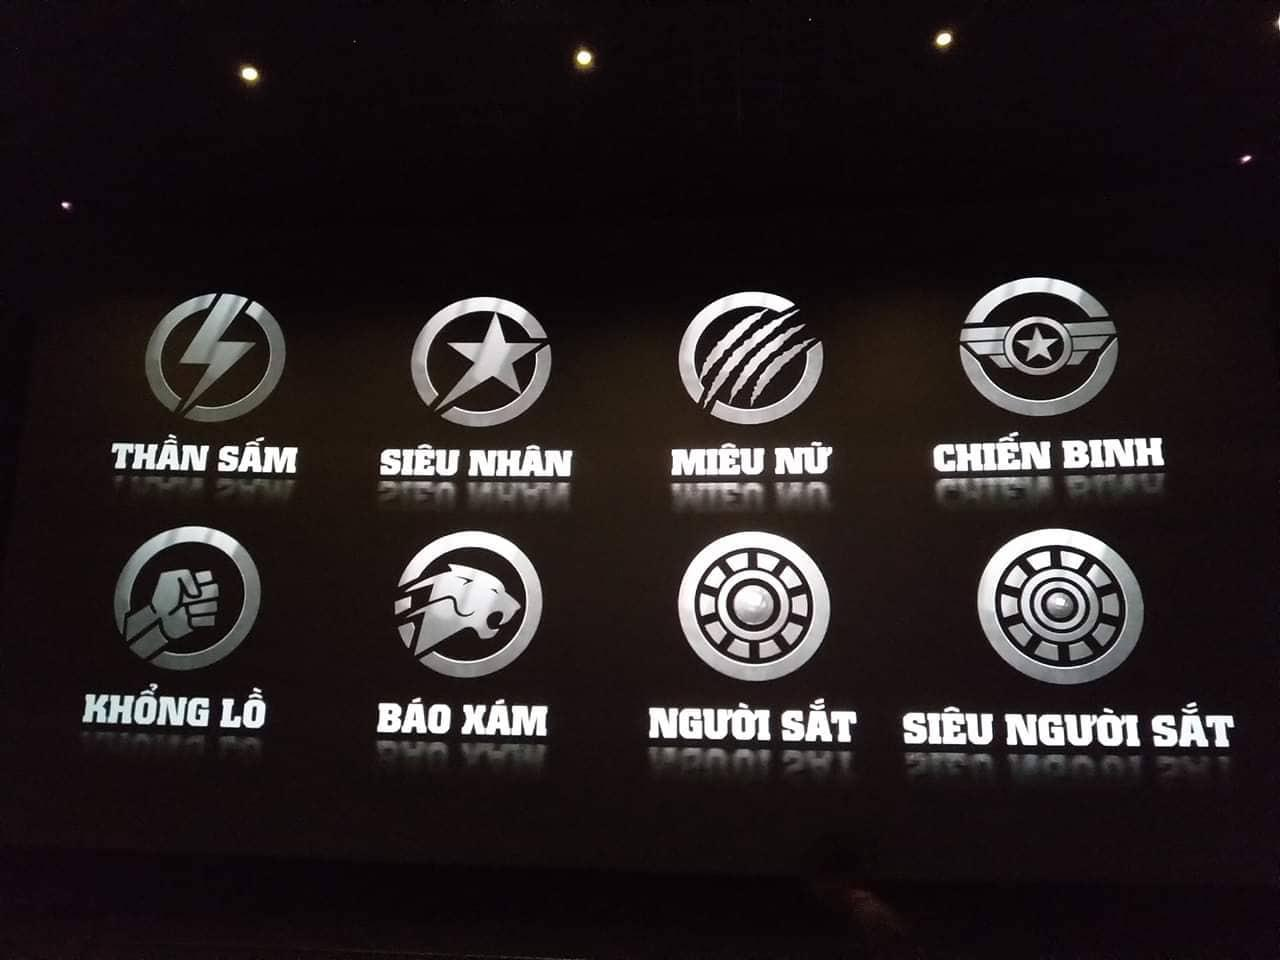 THẦN SẤM
SIÊU NHÂN
MIÊU NỮ
CHIẾN BINH
KHỔNG LỒ
BÁO XÁM
NGƯỜI SẮT
SIÊU NGƯỜI SẮT